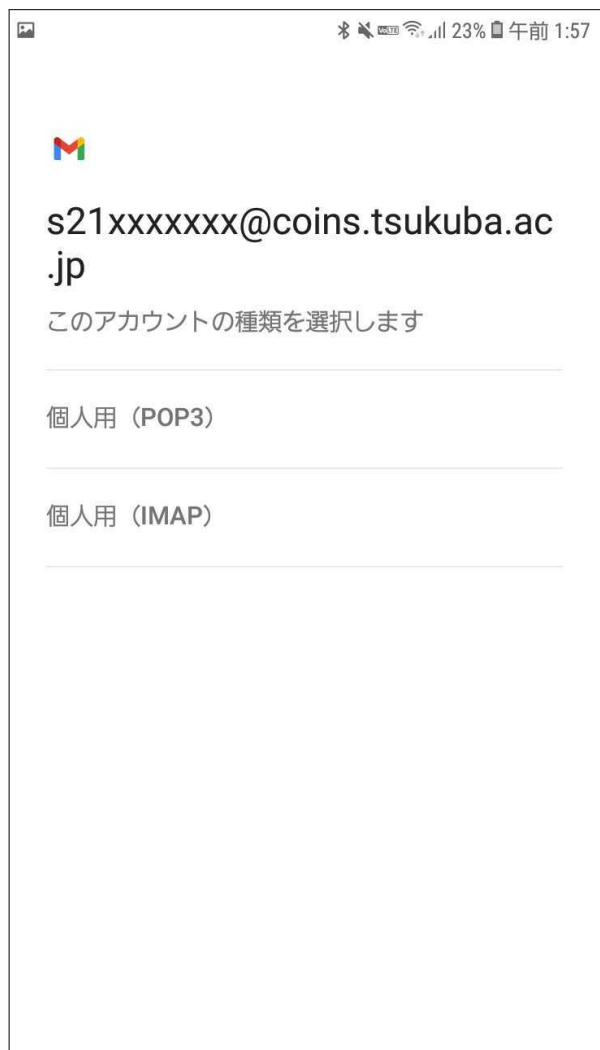 23% 午前 1:57
s21xxxxxxx@coins.tsukuba.ac
.jp
このアカウントの種類を選択します
個人用（POP3）
個人用（IMAP）